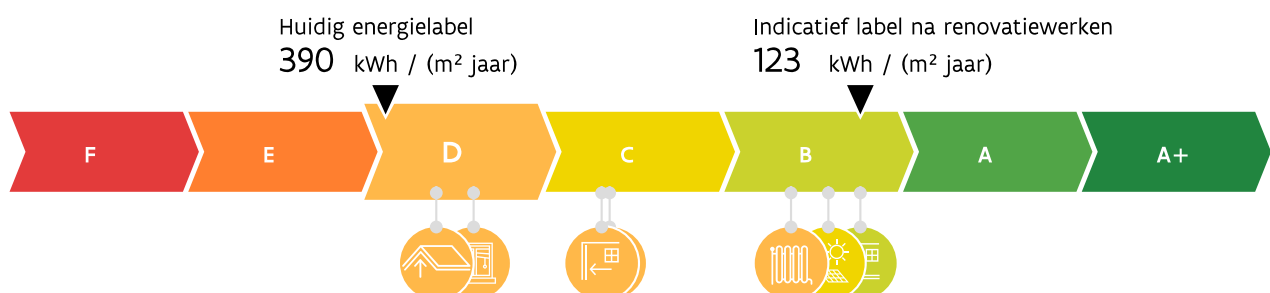 Huidig energielabel
390 kWh / (m² jaar)
Indicatief label na renovatiewerken
123 kWh / (m² jaar)
F E D C B A A+